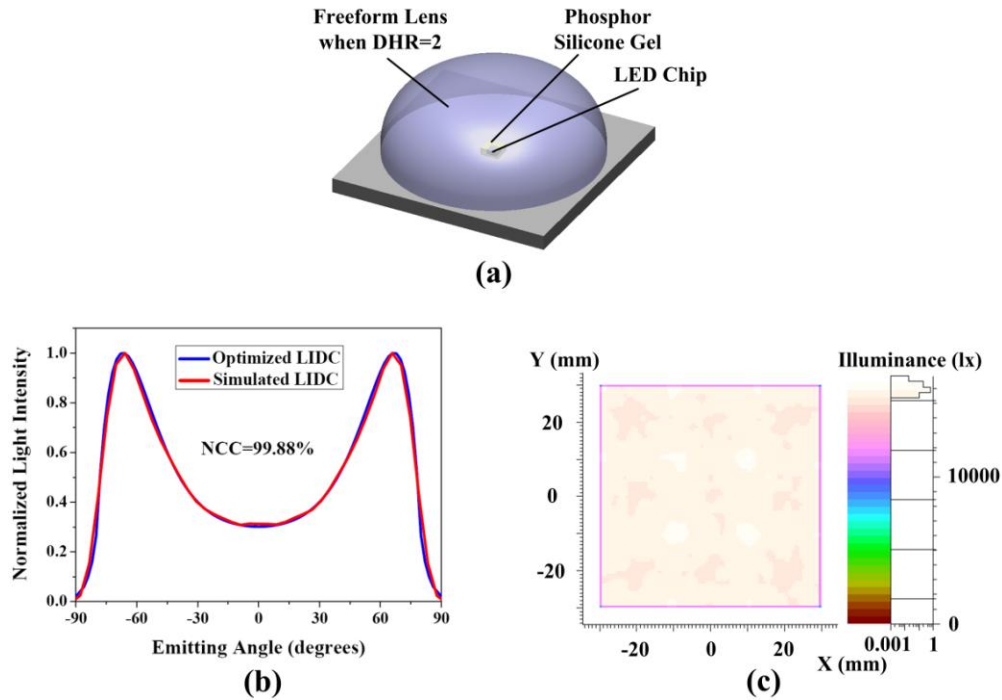 Freeform Lens
when DHR=2
Phosphor
Silicone Gel
LED Chip
(a)
Normalized Light Intensity
1.0
0.8
0.6
0.4
0.2
0.0
Optimized LIDC
Simulated LIDC
NCC=99.88%
-90 -60 -30 0 30 60 90
Emitting Angle (degrees)
(b)
Y (mm)
Illuminance (lx)
20
0
-20
10000
0
-20 0 20
0.001 1
X (mm)
(c)